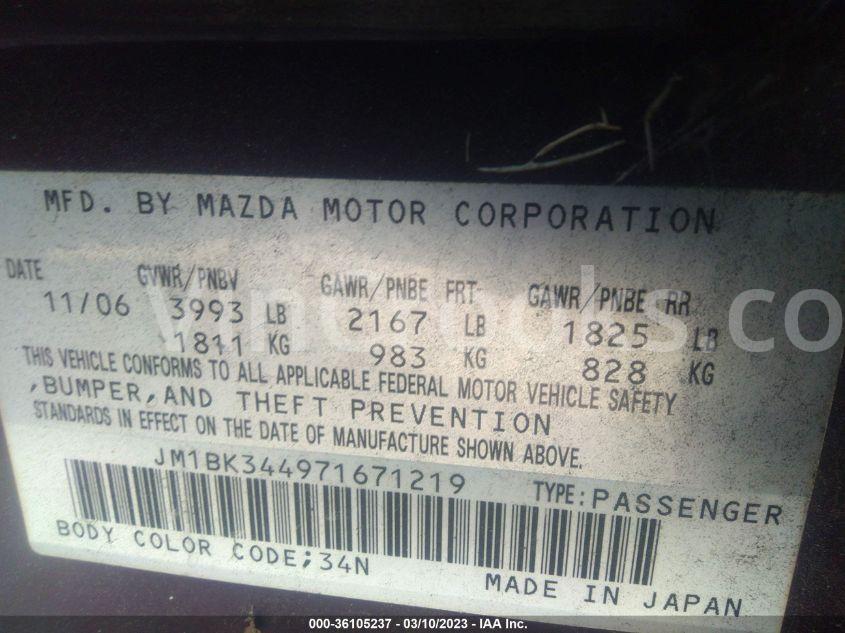 MFD. BY MAZDA MOTOR CORPORATION
DATE GVWR/PNBV GAWR/PNBE FRT GAWR/PNBE RR
11/06 3993 LB 2167 LB 1825 LB
1811 KG 983 KG 828 KG
THIS VEHICLE CONFORMS TO ALL APPLICABLE FEDERAL MOTOR VEHICLE SAFETY
,BUMPER,AND THEFT PREVENTION
STANDARDS IN EFFECT ON THE DATE OF MANUFACTURE SHOWN ABOVE.
JM1BK344971671219 TYPE:PASSENGER
BODY COLOR CODE;34N
MADE IN JAPAN
000-36105237 - 03/10/2023 - IAA Inc.